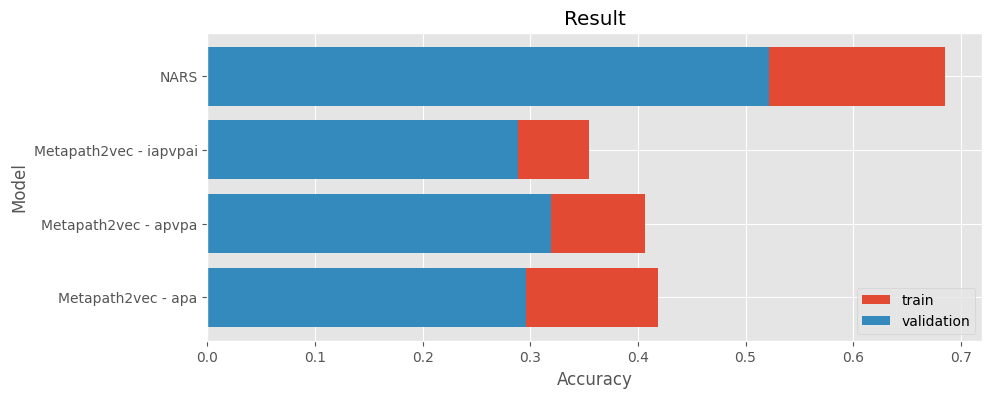 Result
Model
NARS
Metapath2vec - iapvpai
Metapath2vec - apvpa
Metapath2vec - apa
train
validation
0.0 0.1 0.2 0.3 0.4 0.5 0.6 0.7
Accuracy